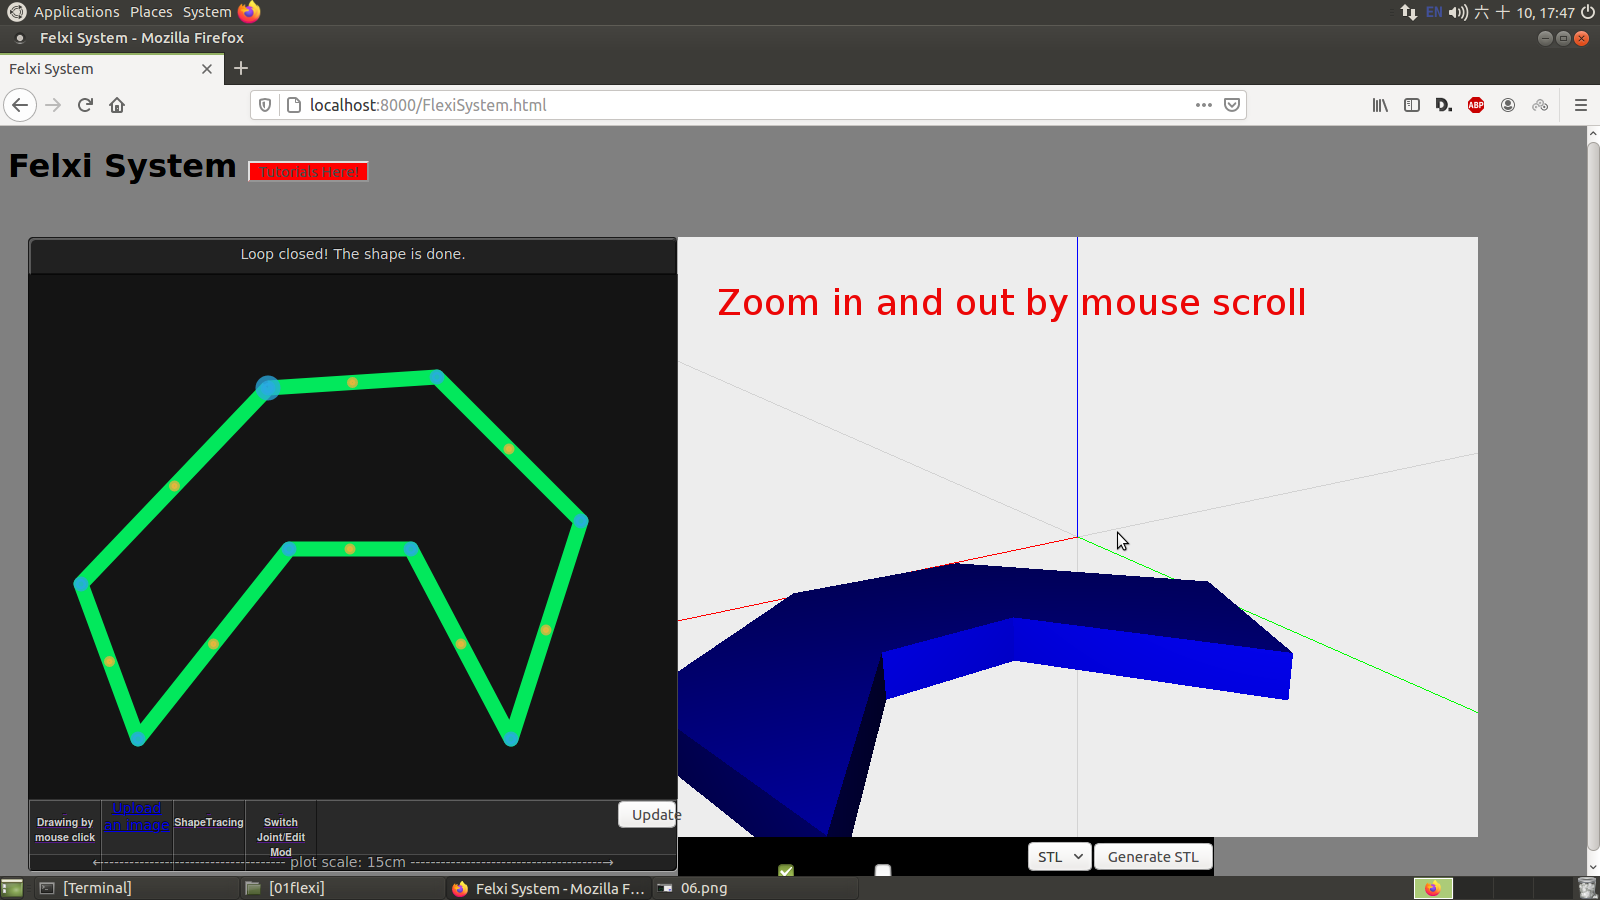 Applications Places System
EN 六 十 10, 17:47
Felxi System - Mozilla Firefox
Felxi System
localhost:8000/FlexiSystem.html
D.
ABP
Felxi System
Tutorials Here!
Loop closed! The shape is done.
Zoom in and out by mouse scroll
Drawing by
mouse click
Upload
an image
ShapeTracing
Switch
Joint/Edit
Mod
Update
plot scale: 15cm
STL
Generate STL
[Terminal]
[01flexi]
Felxi System - Mozilla F...
06.png